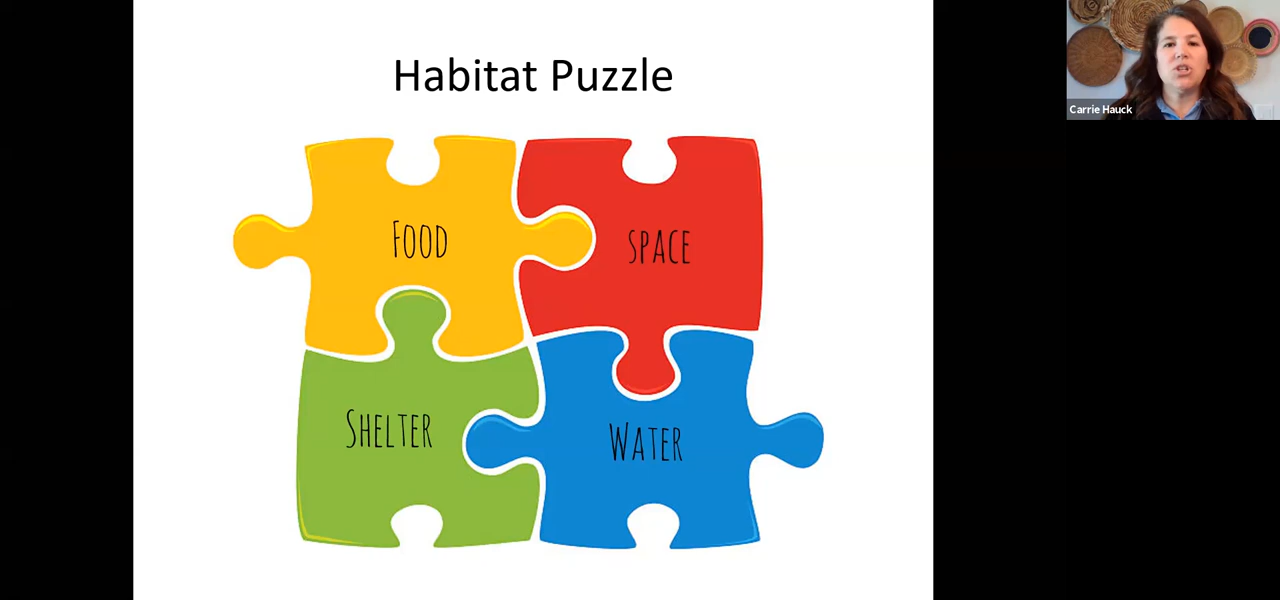 Habitat Puzzle
Food
space
Shelter
Water
Carrie Hauck